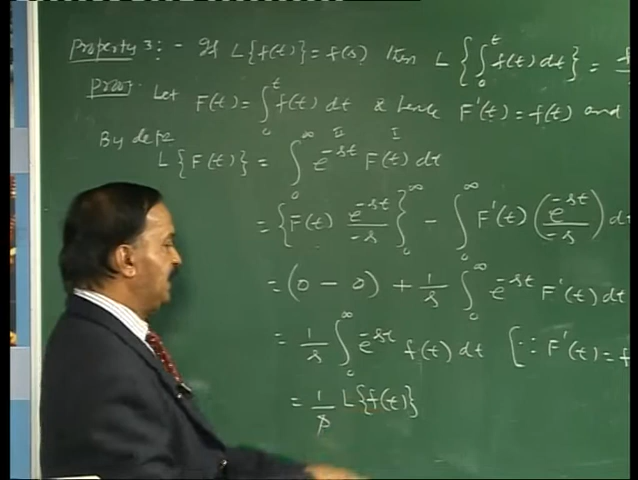 Property 3:- If L{f(t)} = f(s) then L{∫₀ᵗ f(t) dt} =
Proof. Let F(t) = ∫₀ᵗ f(t) dt & hence F'(t) = f(t) and
By defn
II I
L{F(t)} = ∫₀^∞ e^{-st} F(t) dt
= {F(t) e^{-st}/-s}₀^∞ - ∫₀^∞ F'(t) (e^{-st}/-s) dt
= (0 - 0) + 1/s ∫₀^∞ e^{-st} F'(t) dt
= 1/s ∫₀^∞ e^{-st} f(t) dt [∵ F'(t) = f
= 1/p L{f(t)}